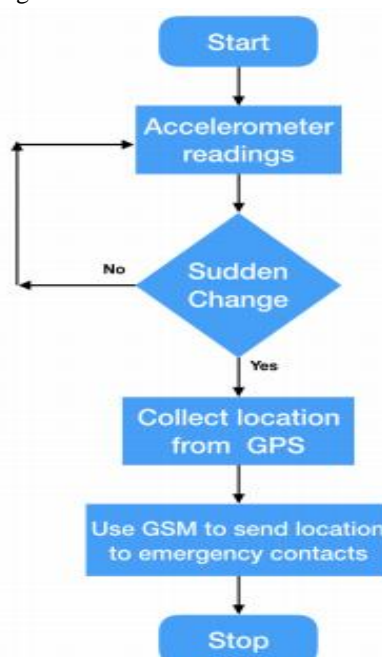 Start
Accelerometer
readings
No
Sudden
Change
Yes
Collect location
from GPS
Use GSM to send location
to emergency contacts
Stop